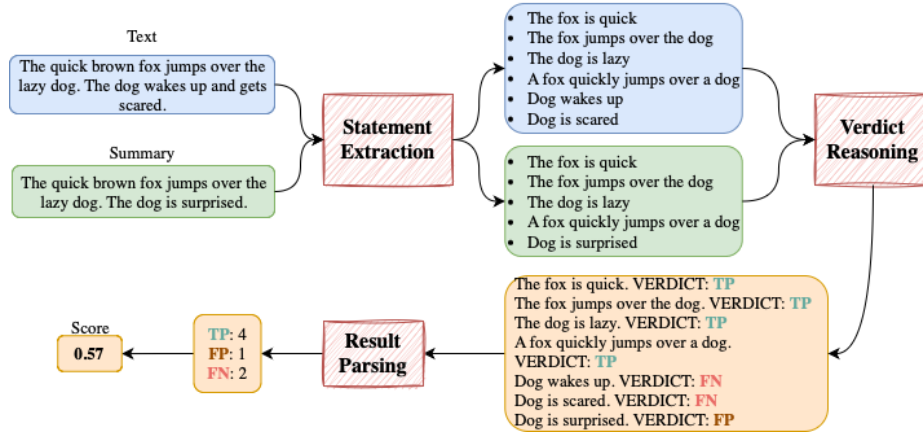 Text
The quick brown fox jumps over the
lazy dog. The dog wakes up and gets
scared.
Summary
The quick brown fox jumps over the
lazy dog. The dog is surprised.
Statement
Extraction
• The fox is quick
• The fox jumps over the dog
• The dog is lazy
• A fox quickly jumps over a dog
• Dog wakes up
• Dog is scared
• The fox is quick
• The fox jumps over the dog
• The dog is lazy
• A fox quickly jumps over a dog
• Dog is surprised
Verdict
Reasoning
The fox is quick. VERDICT: TP
The fox jumps over the dog. VERDICT: TP
The dog is lazy. VERDICT: TP
A fox quickly jumps over a dog.
VERDICT: TP
Dog wakes up. VERDICT: FN
Dog is scared. VERDICT: FN
Dog is surprised. VERDICT: FP
Result
Parsing
TP: 4
FP: 1
FN: 2
Score
0.57